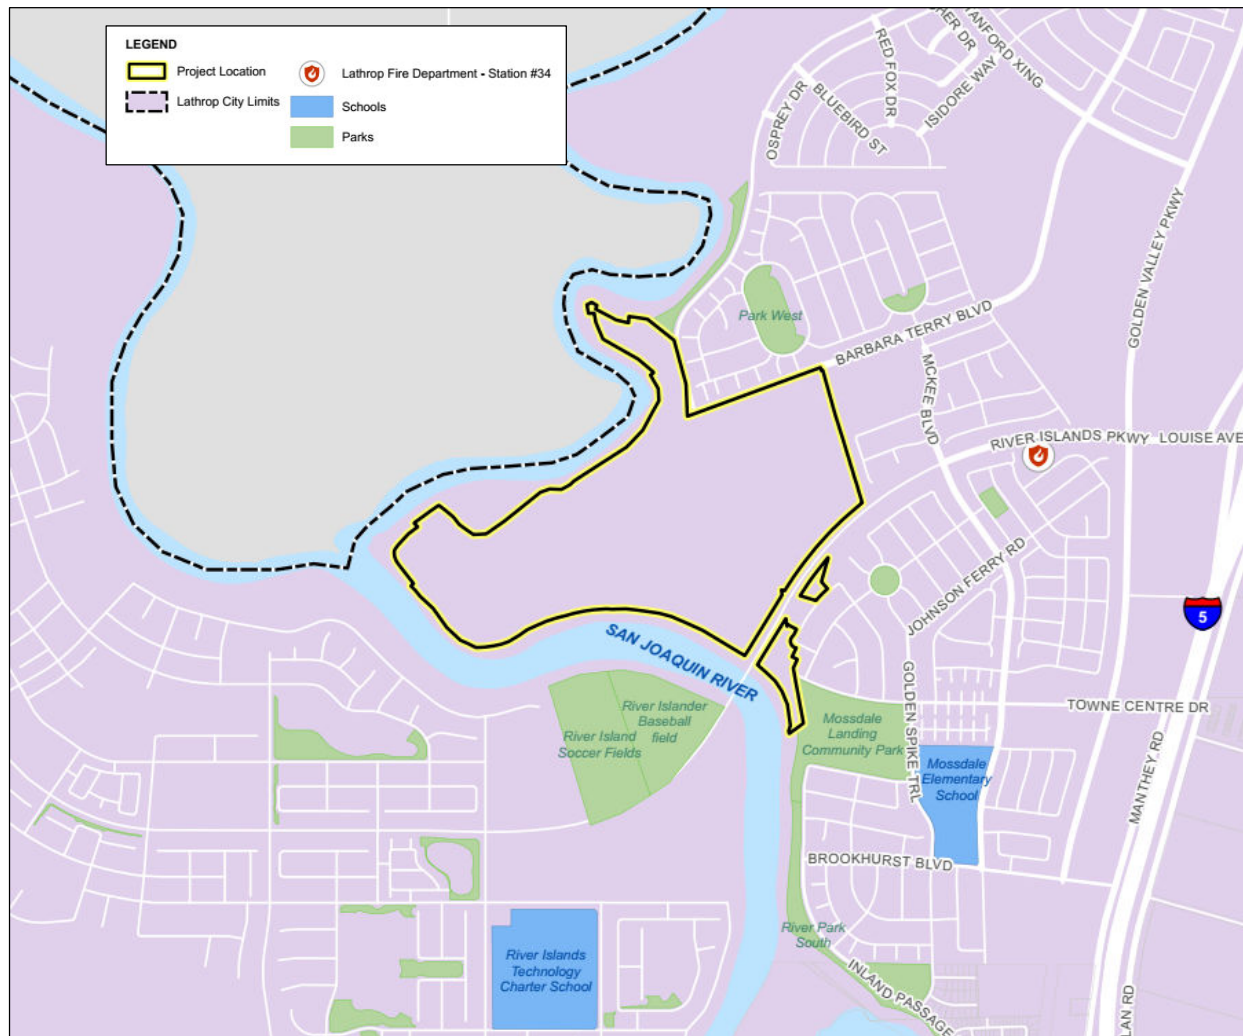 LEGEND
Project Location
Lathrop Fire Department - Station #34
Lathrop City Limits
Schools
Parks
STANFORD XING
HER DR
RED FOX DR
ISIDORE WAY
BLUEBIRD ST
OSPREY DR
GOLDEN VALLEY PKWY
Park West
BARBARA TERRY BLVD
MCKEE BLVD
RIVER ISLANDS PKWY
LOUISE AVE
JOHNSON FERRY RD
5
SAN JOAQUIN RIVER
GOLDEN SPIKE TRL
TOWNE CENTRE DR
River Islander
Baseball
field
River Island
Soccer Fields
Mossdale
Landing
Community Park
Mossdale
Elementary
School
MANTHEY RD
BROOKHURST BLVD
River Park
South
INLAND PASSAGE
River Islands
Technology
Charter School
LAN RD